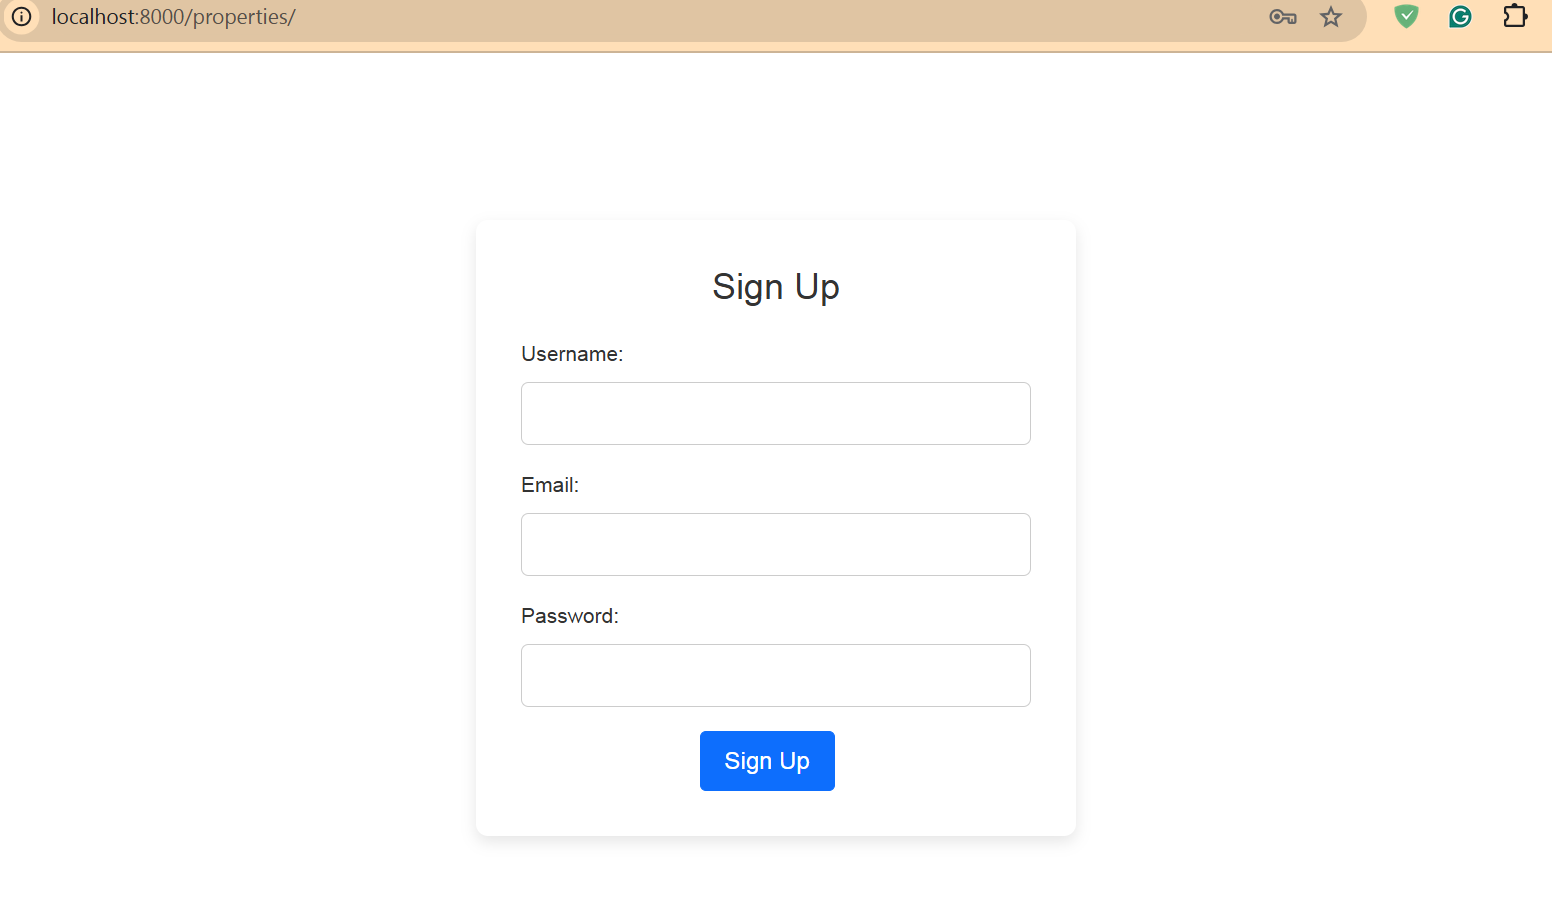 localhost:8000/properties/
Sign Up
Username:
Email:
Password:
Sign Up